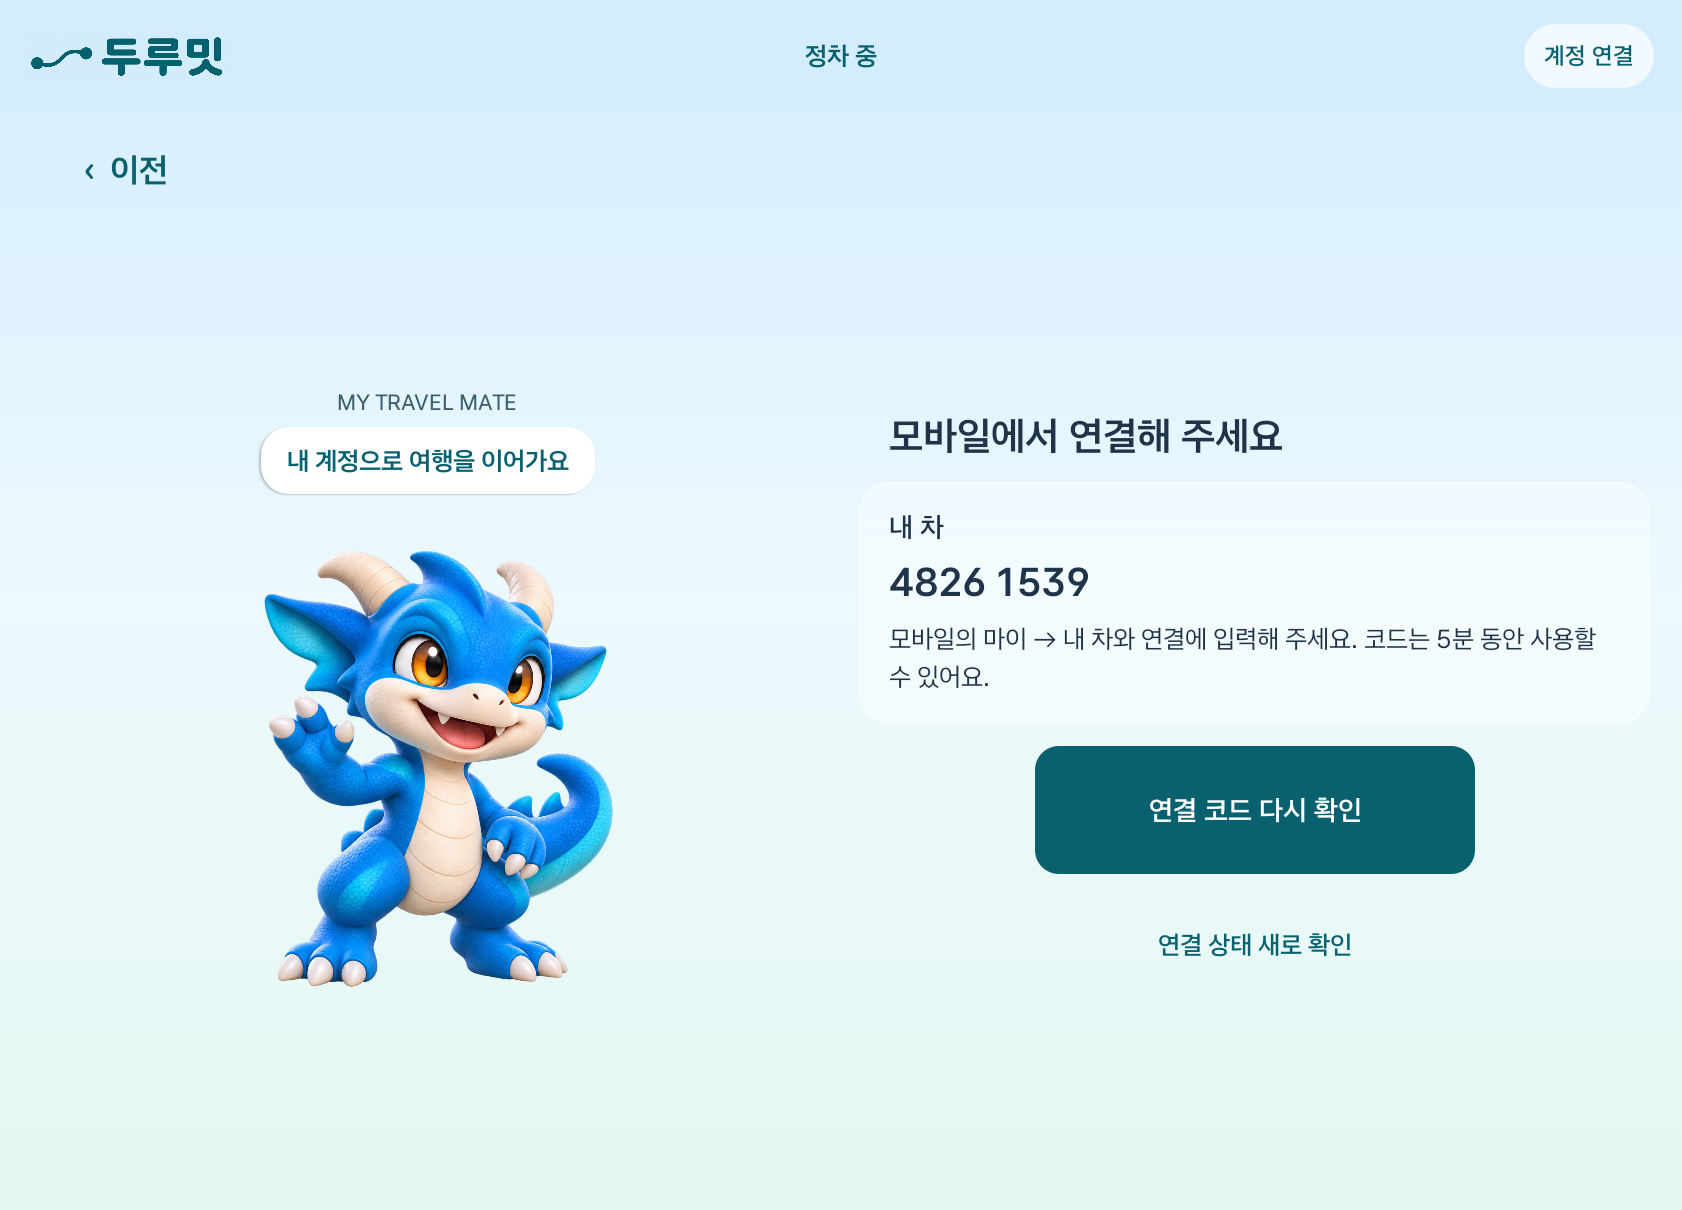 두루밋
정차 중
계정 연결
‹ 이전
MY TRAVEL MATE
내 계정으로 여행을 이어가요
모바일에서 연결해 주세요
내 차
4826 1539
모바일의 마이 → 내 차와 연결에 입력해 주세요. 코드는 5분 동안 사용할
수 있어요.
연결 코드 다시 확인
연결 상태 새로 확인